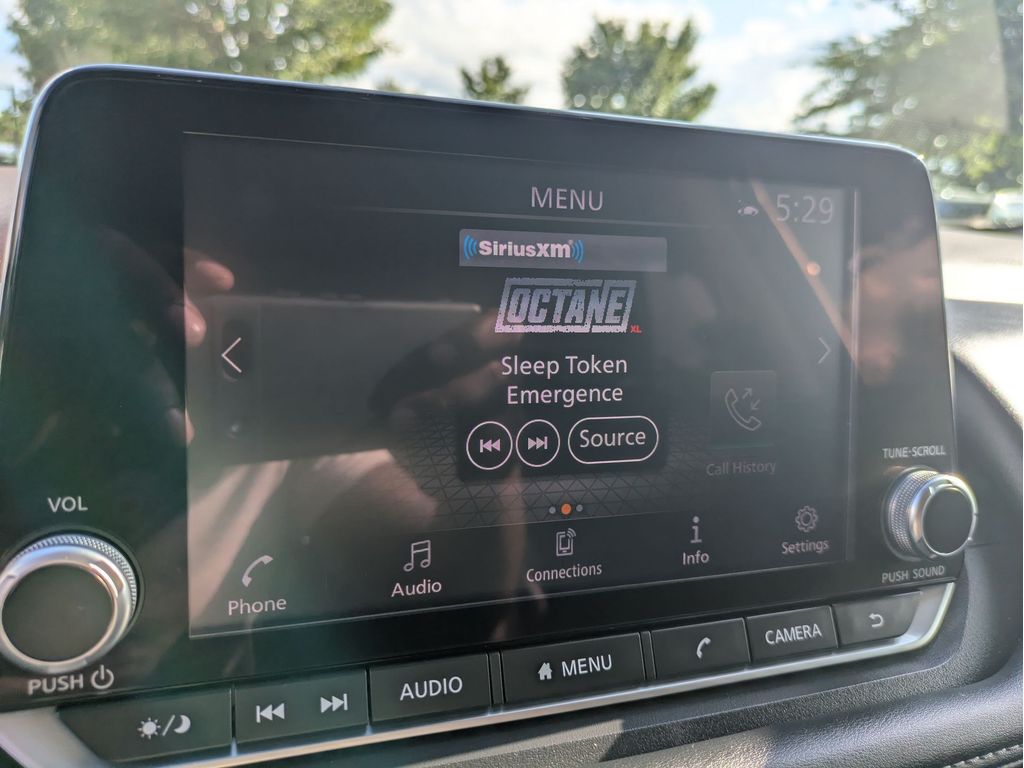 MENU
5:29
SiriusXm
OCTANE
XL
Sleep Token
Emergence
Source
Call History
TUNE·SCROLL
VOL
Phone
Audio
Connections
Info
Settings
PUSH SOUND
PUSH
AUDIO
MENU
CAMERA